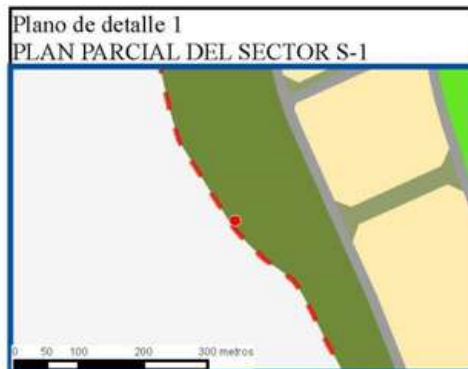 Plano de detalle 1
PLAN PARCIAL DEL SECTOR S-1
0 50 100 200 300 metros